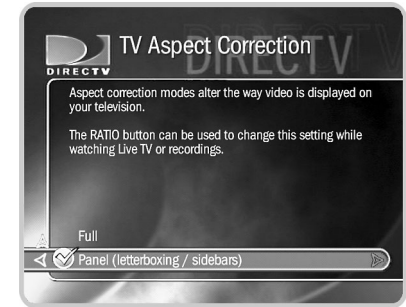 TV Aspect Correction
DIRECTV
DIRECTV
Aspect correction modes alter the way video is displayed on
your television.
The RATIO button can be used to change this setting while
watching Live TV or recordings.
Full
Panel (letterboxing / sidebars)